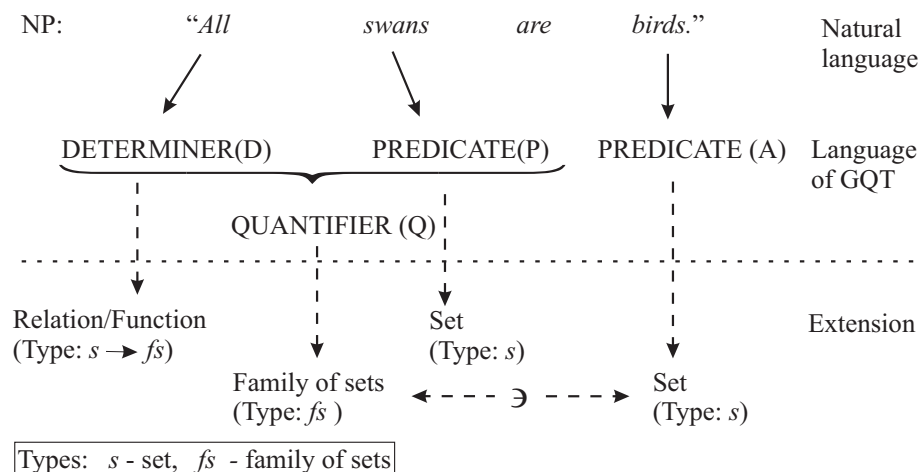 NP: “All swans are birds.” Natural
language
DETERMINER(D) PREDICATE(P) PREDICATE (A) Language
of GQT
QUANTIFIER (Q)
Relation/Function Set Extension
(Type: s → fs) (Type: s)
Family of sets ∋ Set
(Type: fs ) (Type: s)
Types: s - set, fs - family of sets